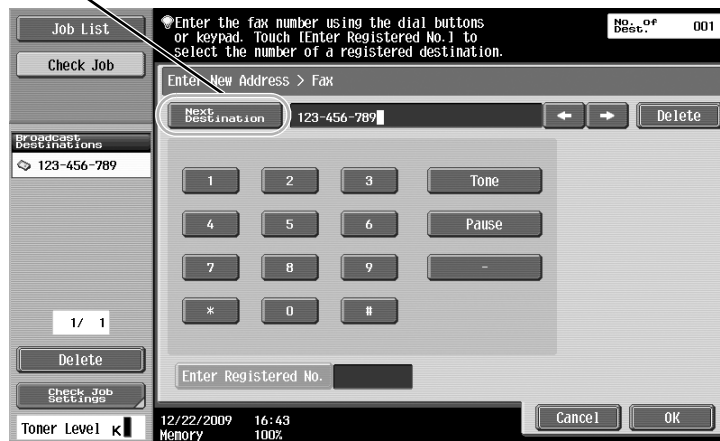 Job List
Check Job
Enter the fax number using the dial buttons
or keypad. Touch [Enter Registered No.] to
select the number of a registered destination.
No. of
Dest.
001
Enter New Address > Fax
Next
Destination
123-456-789
← → Delete
Broadcast
Destinations
123-456-789
1 2 3 Tone
4 5 6 Pause
7 8 9 -
* 0 #
1/ 1
Delete
Check Job
Settings
Enter Registered No.
Toner Level K
12/22/2009 16:43
Memory 100%
Cancel OK